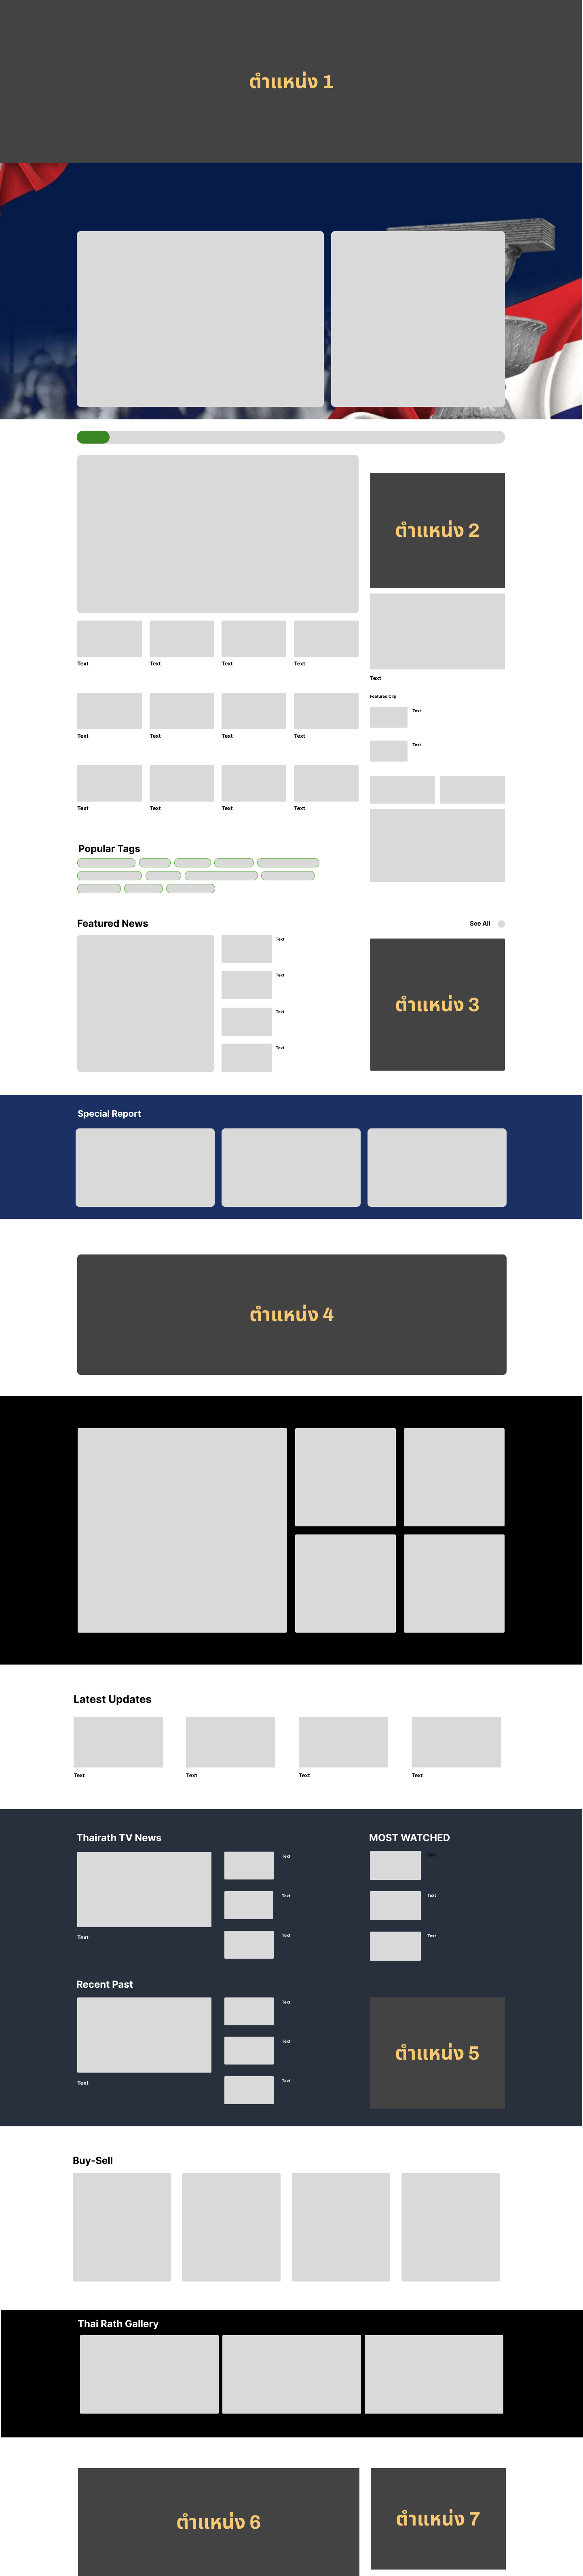 ตำแหน่ง 1
ตำแหน่ง 2
Text
Text
Text
Text
Text
Featured Clip
Text
Text
Text
Text
Text
Text
Text
Text
Text
Text
Popular Tags
Featured News
See All
Text
Text
Text
Text
ตำแหน่ง 3
Special Report
ตำแหน่ง 4
Latest Updates
Text
Text
Text
Text
Thairath TV News
Text
Text
Text
Text
MOST WATCHED
Text
Text
Text
Recent Past
Text
Text
Text
Text
ตำแหน่ง 5
Buy-Sell
Thai Rath Gallery
ตำแหน่ง 6
ตำแหน่ง 7